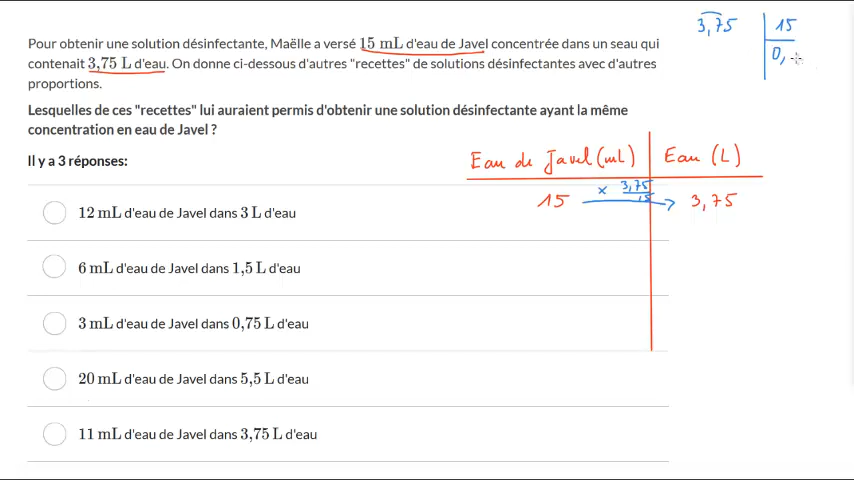 Pour obtenir une solution désinfectante, Maëlle a versé 15 mL d'eau de Javel concentrée dans un seau qui
contenait 3,75 L d'eau. On donne ci-dessous d'autres "recettes" de solutions désinfectantes avec d'autres
proportions.
Lesquelles de ces "recettes" lui auraient permis d'obtenir une solution désinfectante ayant la même
concentration en eau de Javel ?
Il y a 3 réponses:
12 mL d'eau de Javel dans 3 L d'eau
6 mL d'eau de Javel dans 1,5 L d'eau
3 mL d'eau de Javel dans 0,75 L d'eau
20 mL d'eau de Javel dans 5,5 L d'eau
11 mL d'eau de Javel dans 3,75 L d'eau
3,75 15
0,
Eau de Javel (mL) Eau (L)
15 × 3,75/15 3,75